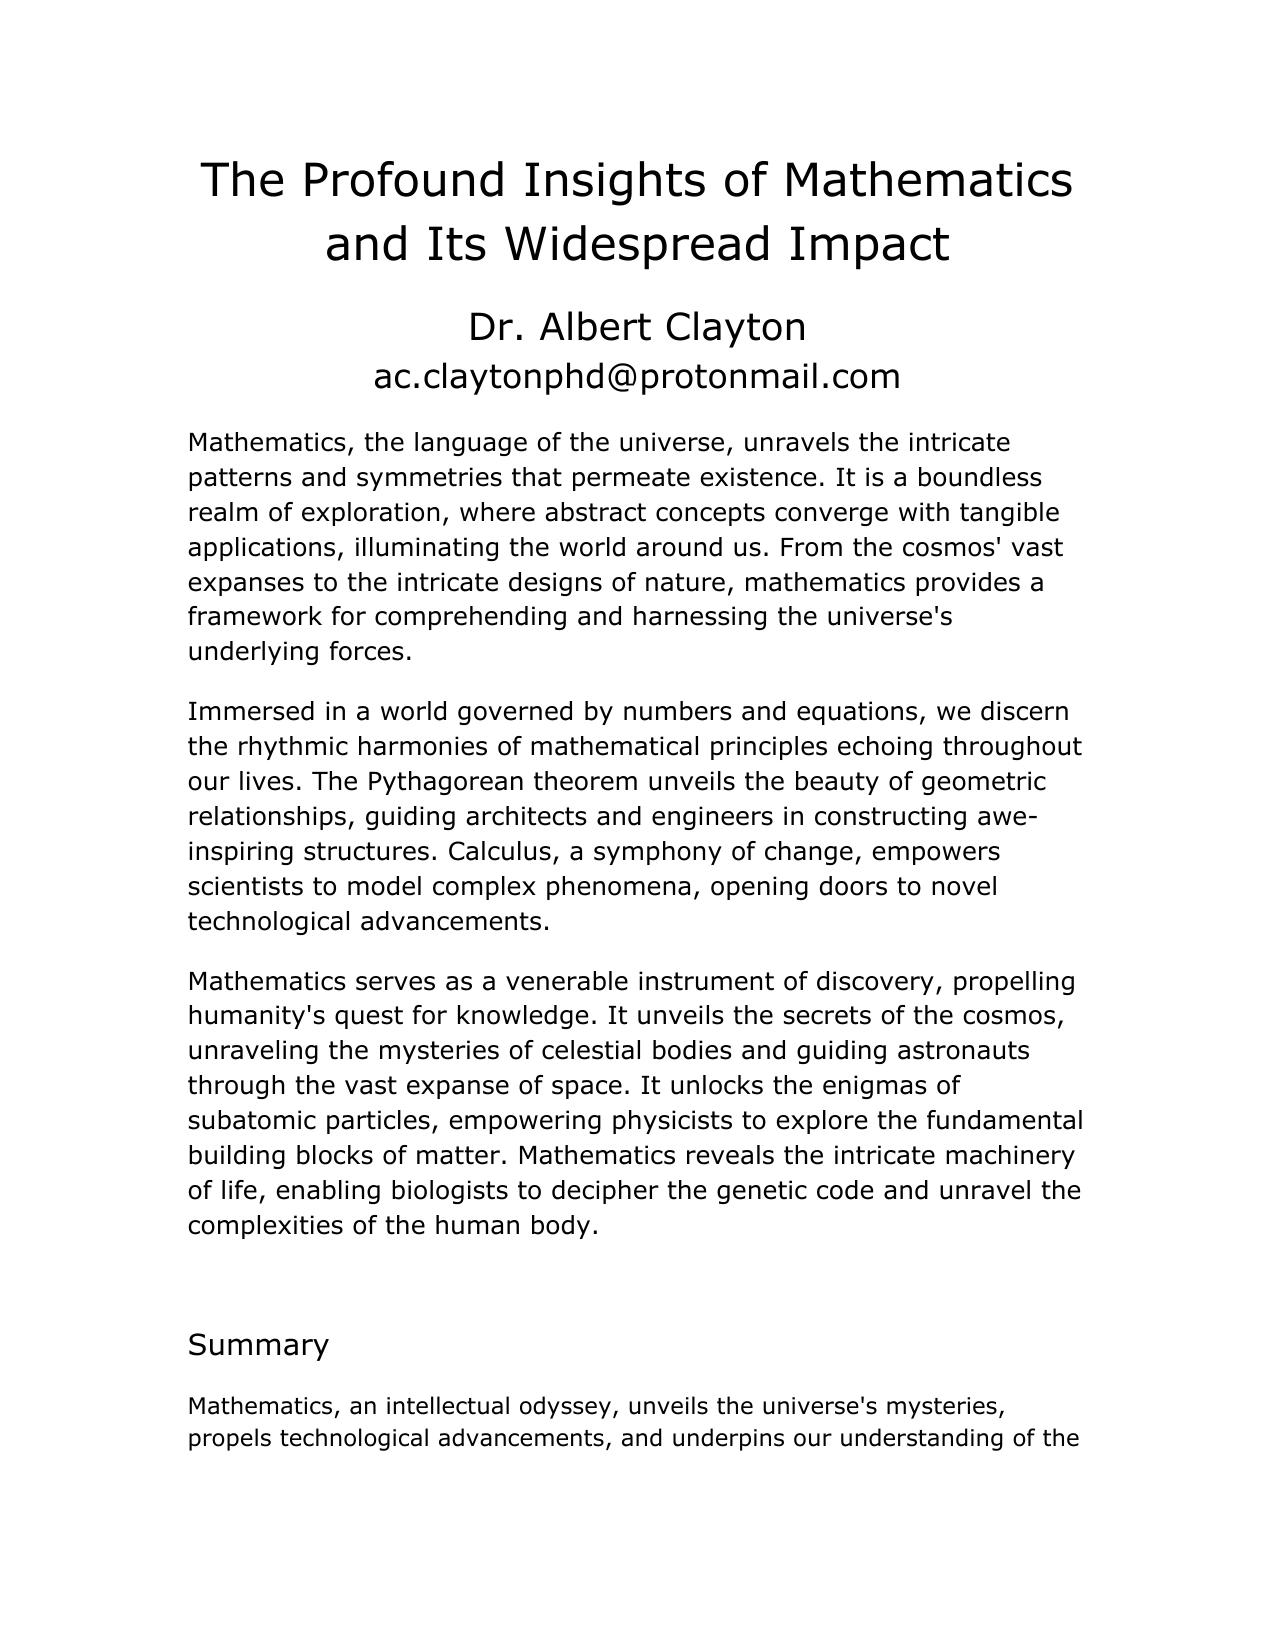 The Profound Insights of Mathematics
and Its Widespread Impact
Dr. Albert Clayton
ac.claytonphd@protonmail.com
Mathematics, the language of the universe, unravels the intricate
patterns and symmetries that permeate existence. It is a boundless
realm of exploration, where abstract concepts converge with tangible
applications, illuminating the world around us. From the cosmos' vast
expanses to the intricate designs of nature, mathematics provides a
framework for comprehending and harnessing the universe's
underlying forces.
Immersed in a world governed by numbers and equations, we discern
the rhythmic harmonies of mathematical principles echoing throughout
our lives. The Pythagorean theorem unveils the beauty of geometric
relationships, guiding architects and engineers in constructing awe-
inspiring structures. Calculus, a symphony of change, empowers
scientists to model complex phenomena, opening doors to novel
technological advancements.
Mathematics serves as a venerable instrument of discovery, propelling
humanity's quest for knowledge. It unveils the secrets of the cosmos,
unraveling the mysteries of celestial bodies and guiding astronauts
through the vast expanse of space. It unlocks the enigmas of
subatomic particles, empowering physicists to explore the fundamental
building blocks of matter. Mathematics reveals the intricate machinery
of life, enabling biologists to decipher the genetic code and unravel the
complexities of the human body.
Summary
Mathematics, an intellectual odyssey, unveils the universe's mysteries,
propels technological advancements, and underpins our understanding of the